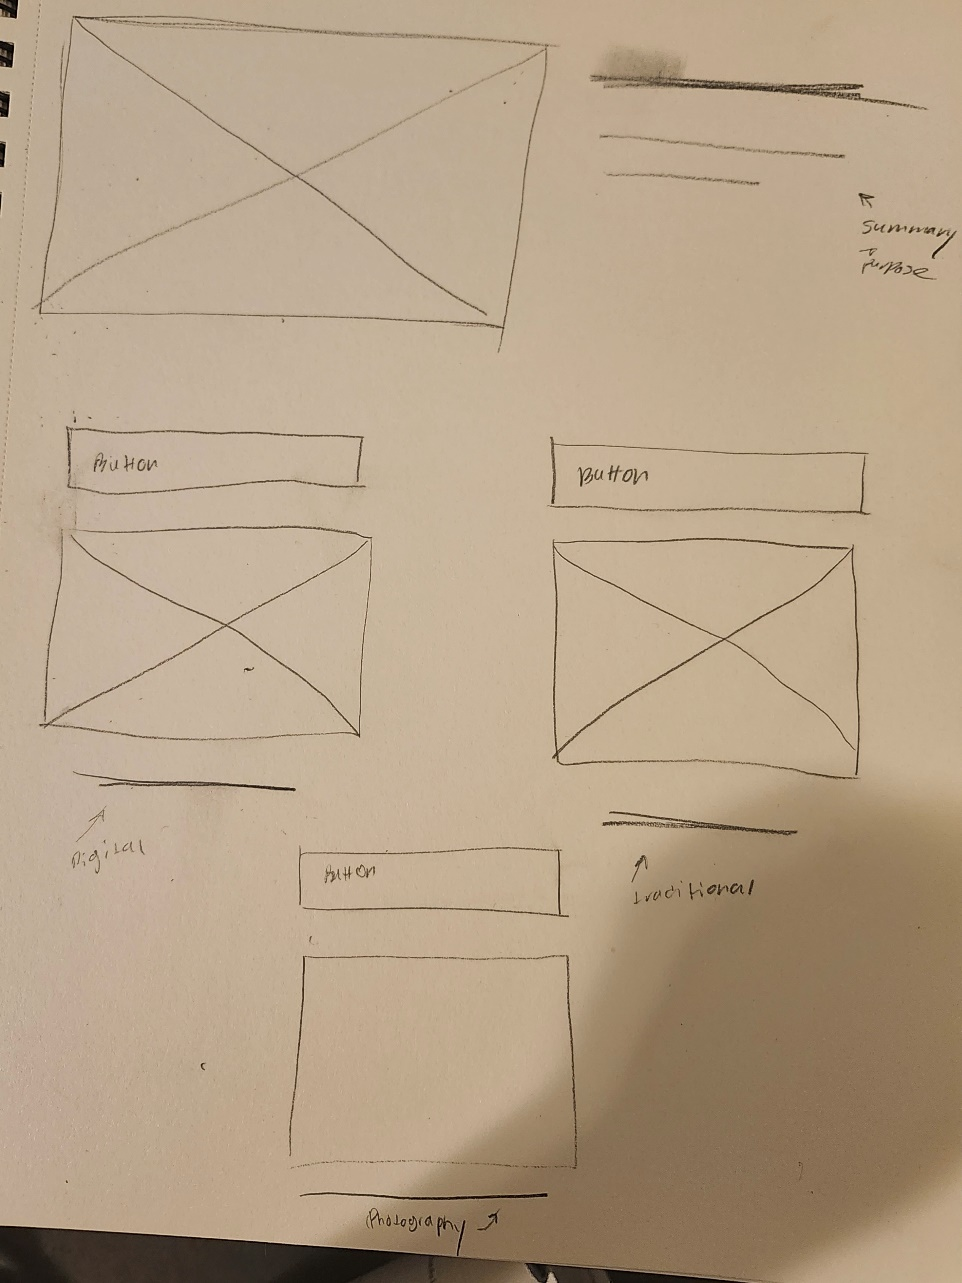 summary
+
purpose
Button
Button
Digital
traditional
Button
Photography